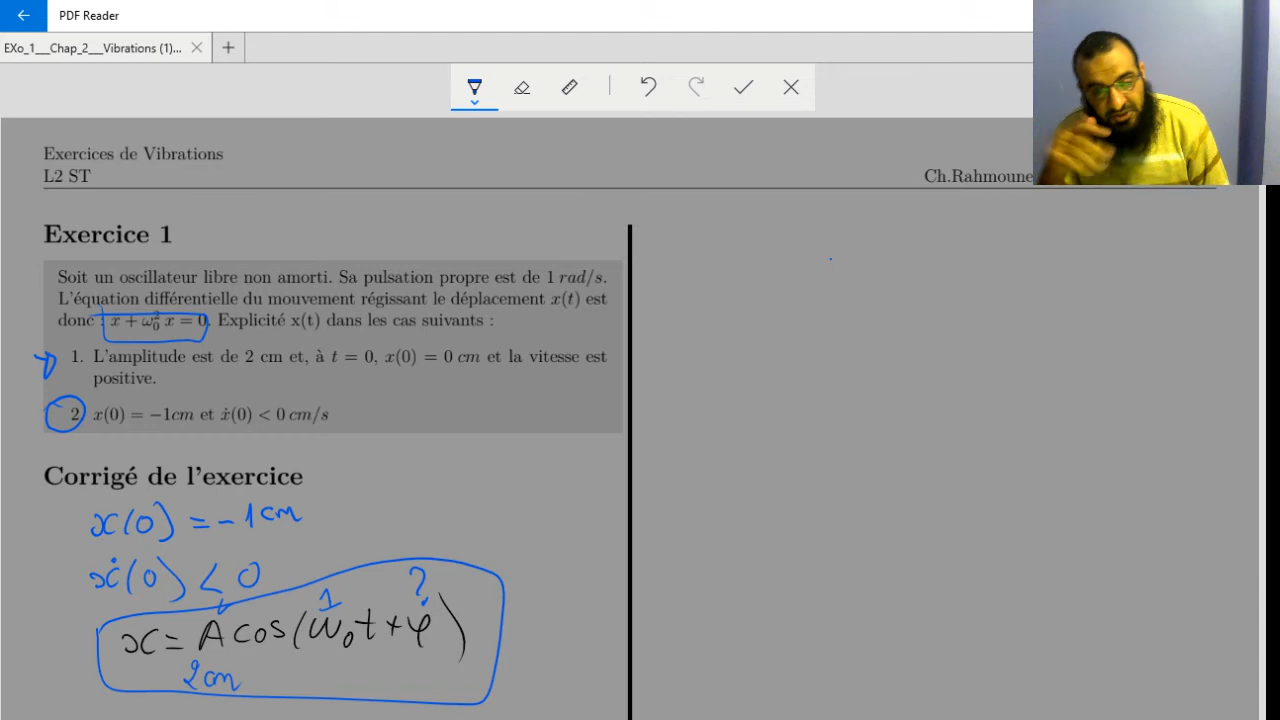 PDF Reader
EXo_1___Chap_2___Vibrations (1)...
Exercices de Vibrations
L2 ST
Ch.Rahmoune
Exercice 1
Soit un oscillateur libre non amorti. Sa pulsation propre est de 1 rad/s.
L'équation différentielle du mouvement régissant le déplacement x(t) est
donc : x + ω₀² x = 0. Explicité x(t) dans les cas suivants :
1. L'amplitude est de 2 cm et, à t = 0, x(0) = 0 cm et la vitesse est
positive.
2. x(0) = −1cm et ẋ(0) < 0 cm/s
Corrigé de l'exercice
x(0) = -1cm
ẋ(0) < 0
1 ?
x = A cos(ω₀t + φ)
2cm